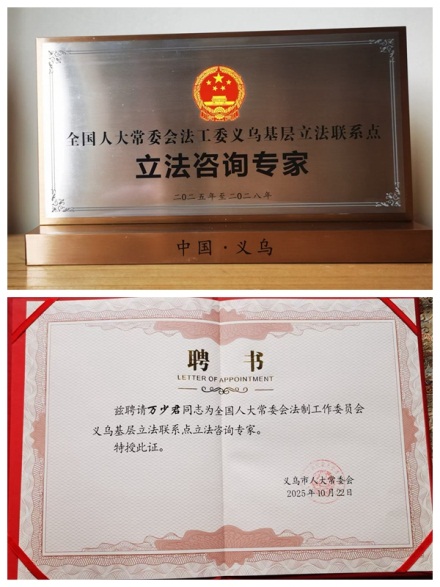 全国人大常委会法工委义乌基层立法联系点
立法咨询专家
二〇二五年至二〇二八年
中国·义乌
聘 书
LETTER OF APPOINTMENT
兹聘请万少君同志为全国人大常委会法制工作委员会
义乌基层立法联系点立法咨询专家。
特授此证。
义乌市人大常委会
2025年10月22日